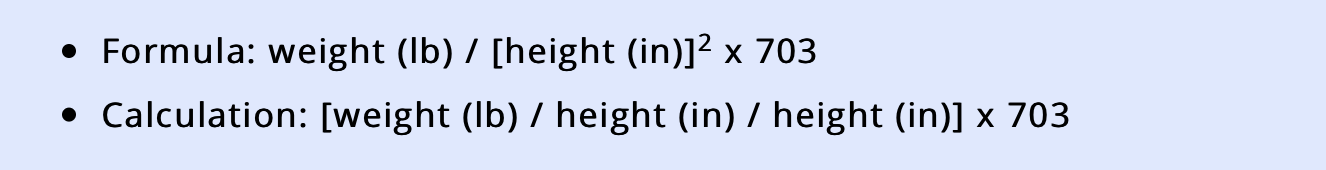 • Formula: weight (lb) / [height (in)]² x 703
• Calculation: [weight (lb) / height (in) / height (in)] x 703